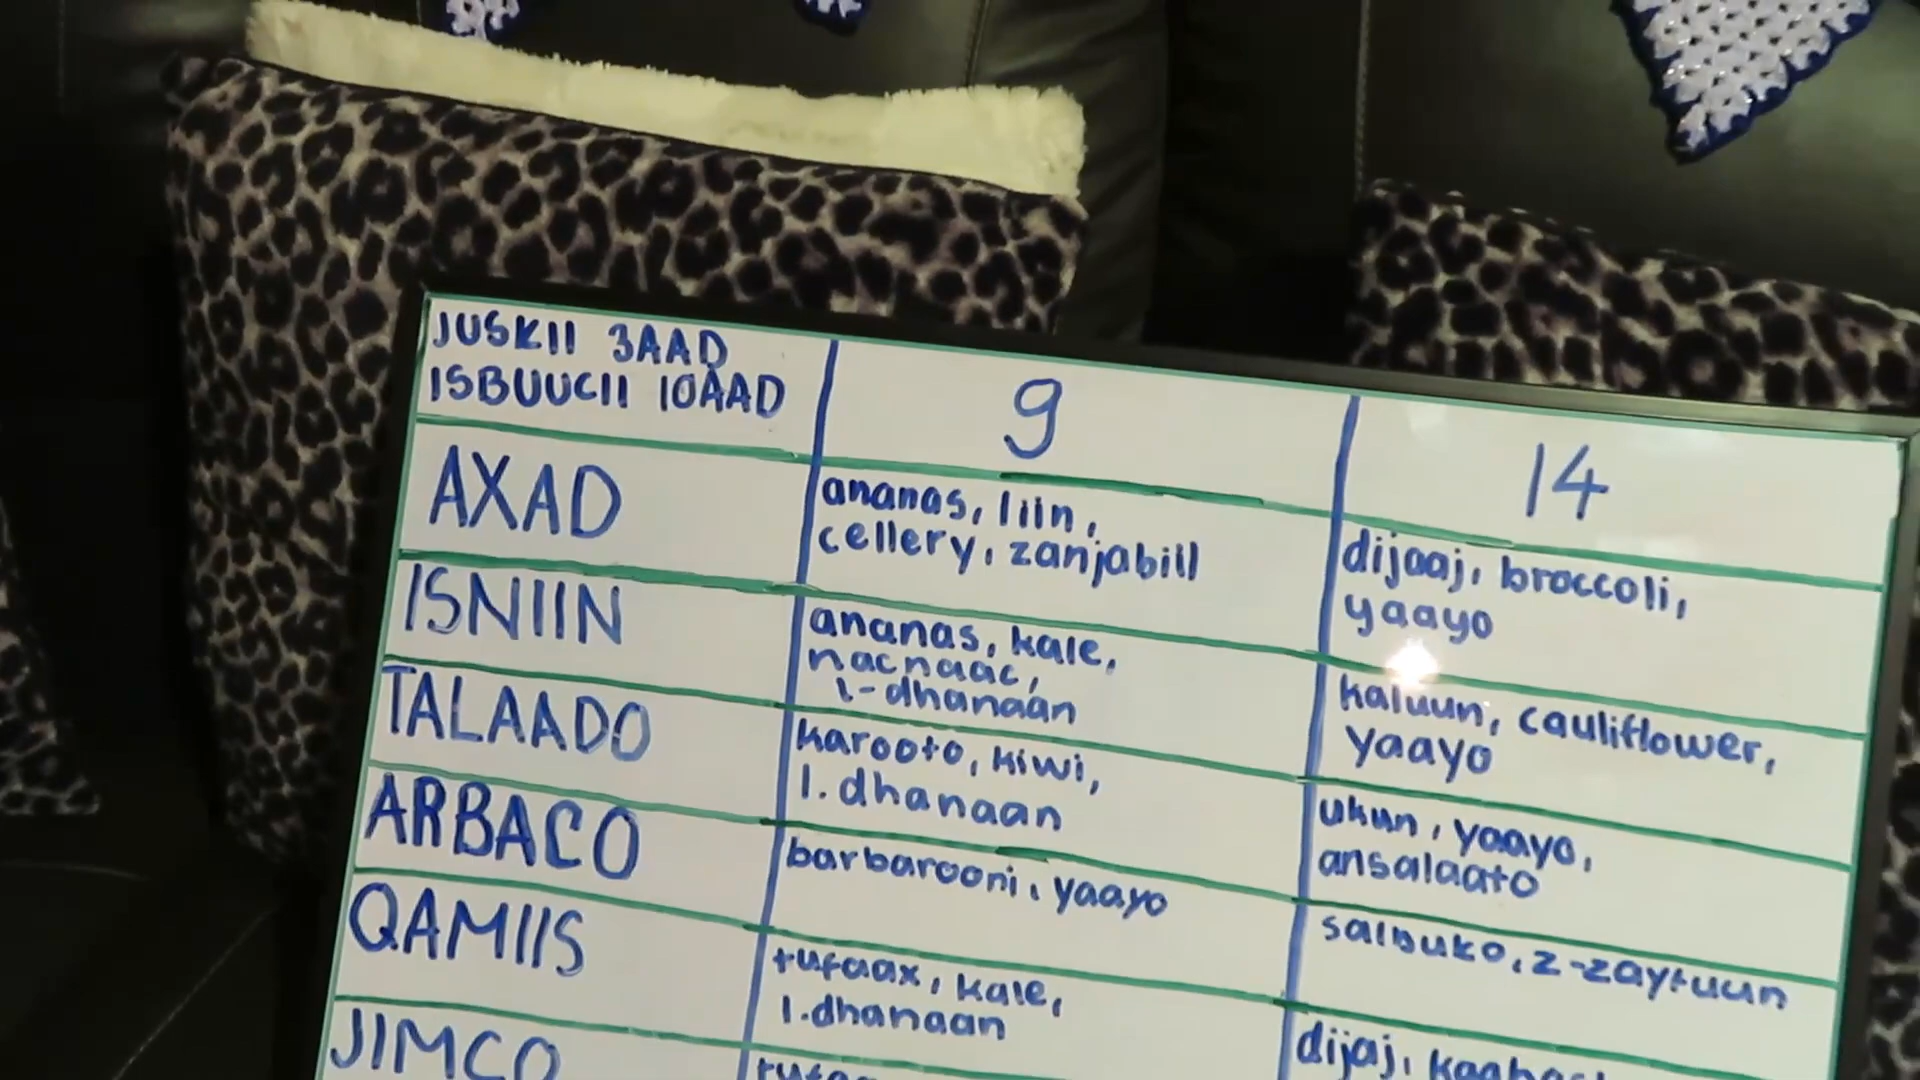 JUSKII 3AAD
ISBUUCII 10AAD
9
14
AXAD
ananas, liin,
cellery, zanjabill
dijaaj, broccoli,
yaayo
ISNIIN
ananas, kale,
nacnaac,
l-dhanaan
kaluun, cauliflower,
yaayo
TALAADO
karooto, kiwi,
l.dhanaan
ukun, yaayo,
ansalaato
ARBACO
barbarooni, yaayo
salbuko, z-zaytuun
QAMIIS
tufaax, kale,
l.dhanaan
dijaj,
JIMCO